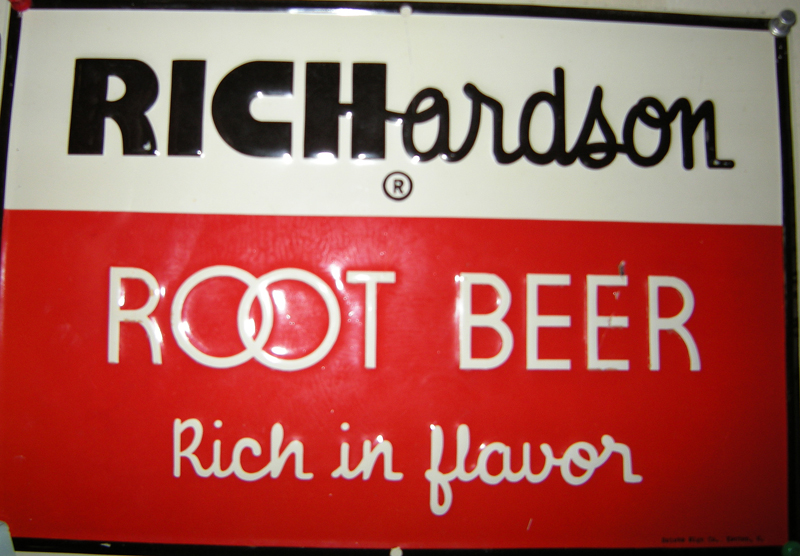 RICHardson
®
ROOT BEER
Rich in flavor